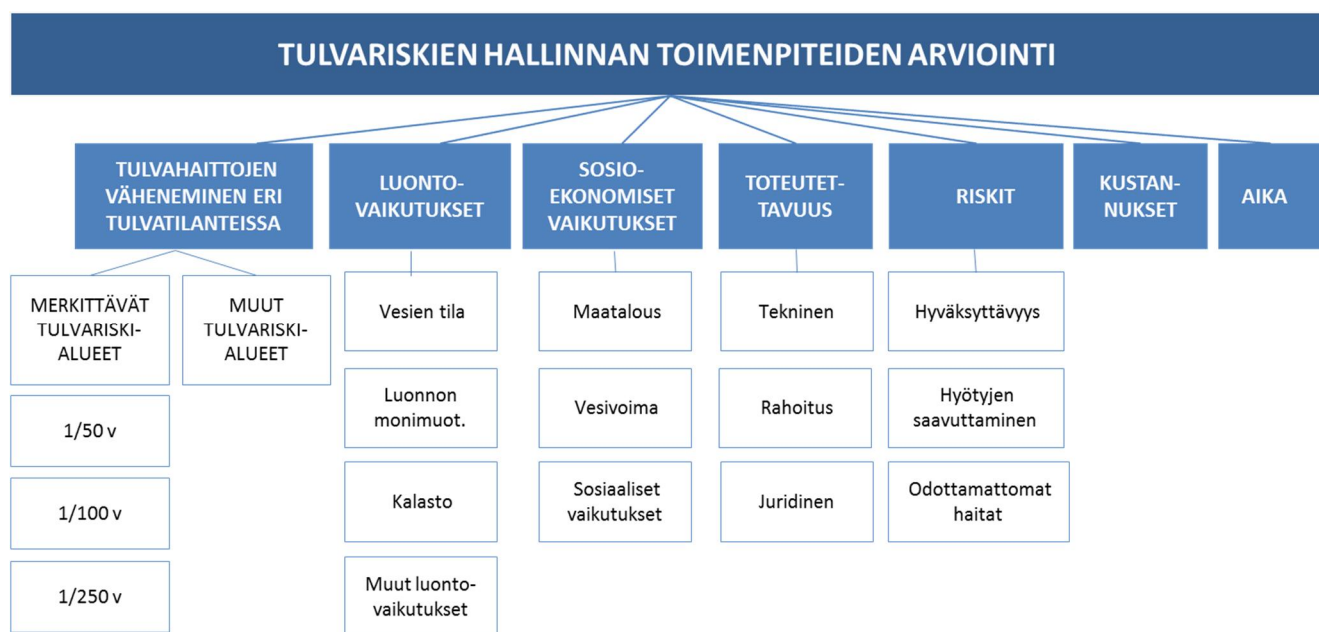 TULVARISKIEN HALLINNAN TOIMENPITEIDEN ARVIOINTI
TULVAHAITTOJEN
VÄHENEMINEN ERI
TULVATILANTEISSA
LUONTO-
VAIKUTUKSET
SOSIO-
EKONOMISET
VAIKUTUKSET
TOTEUTET-
TAVUUS
RISKIT
KUSTAN-
NUKSET
AIKA
MERKITTÄVÄT
TULVARISKI-
ALUEET
MUUT
TULVARISKI-
ALUEET
1/50 v
1/100 v
1/250 v
Vesien tila
Luonnon
monimuot.
Kalasto
Muut luonto-
vaikutukset
Maatalous
Vesivoima
Sosiaaliset
vaikutukset
Tekninen
Rahoitus
Juridinen
Hyväksyttävyys
Hyötyjen
saavuttaminen
Odottamattomat
haitat